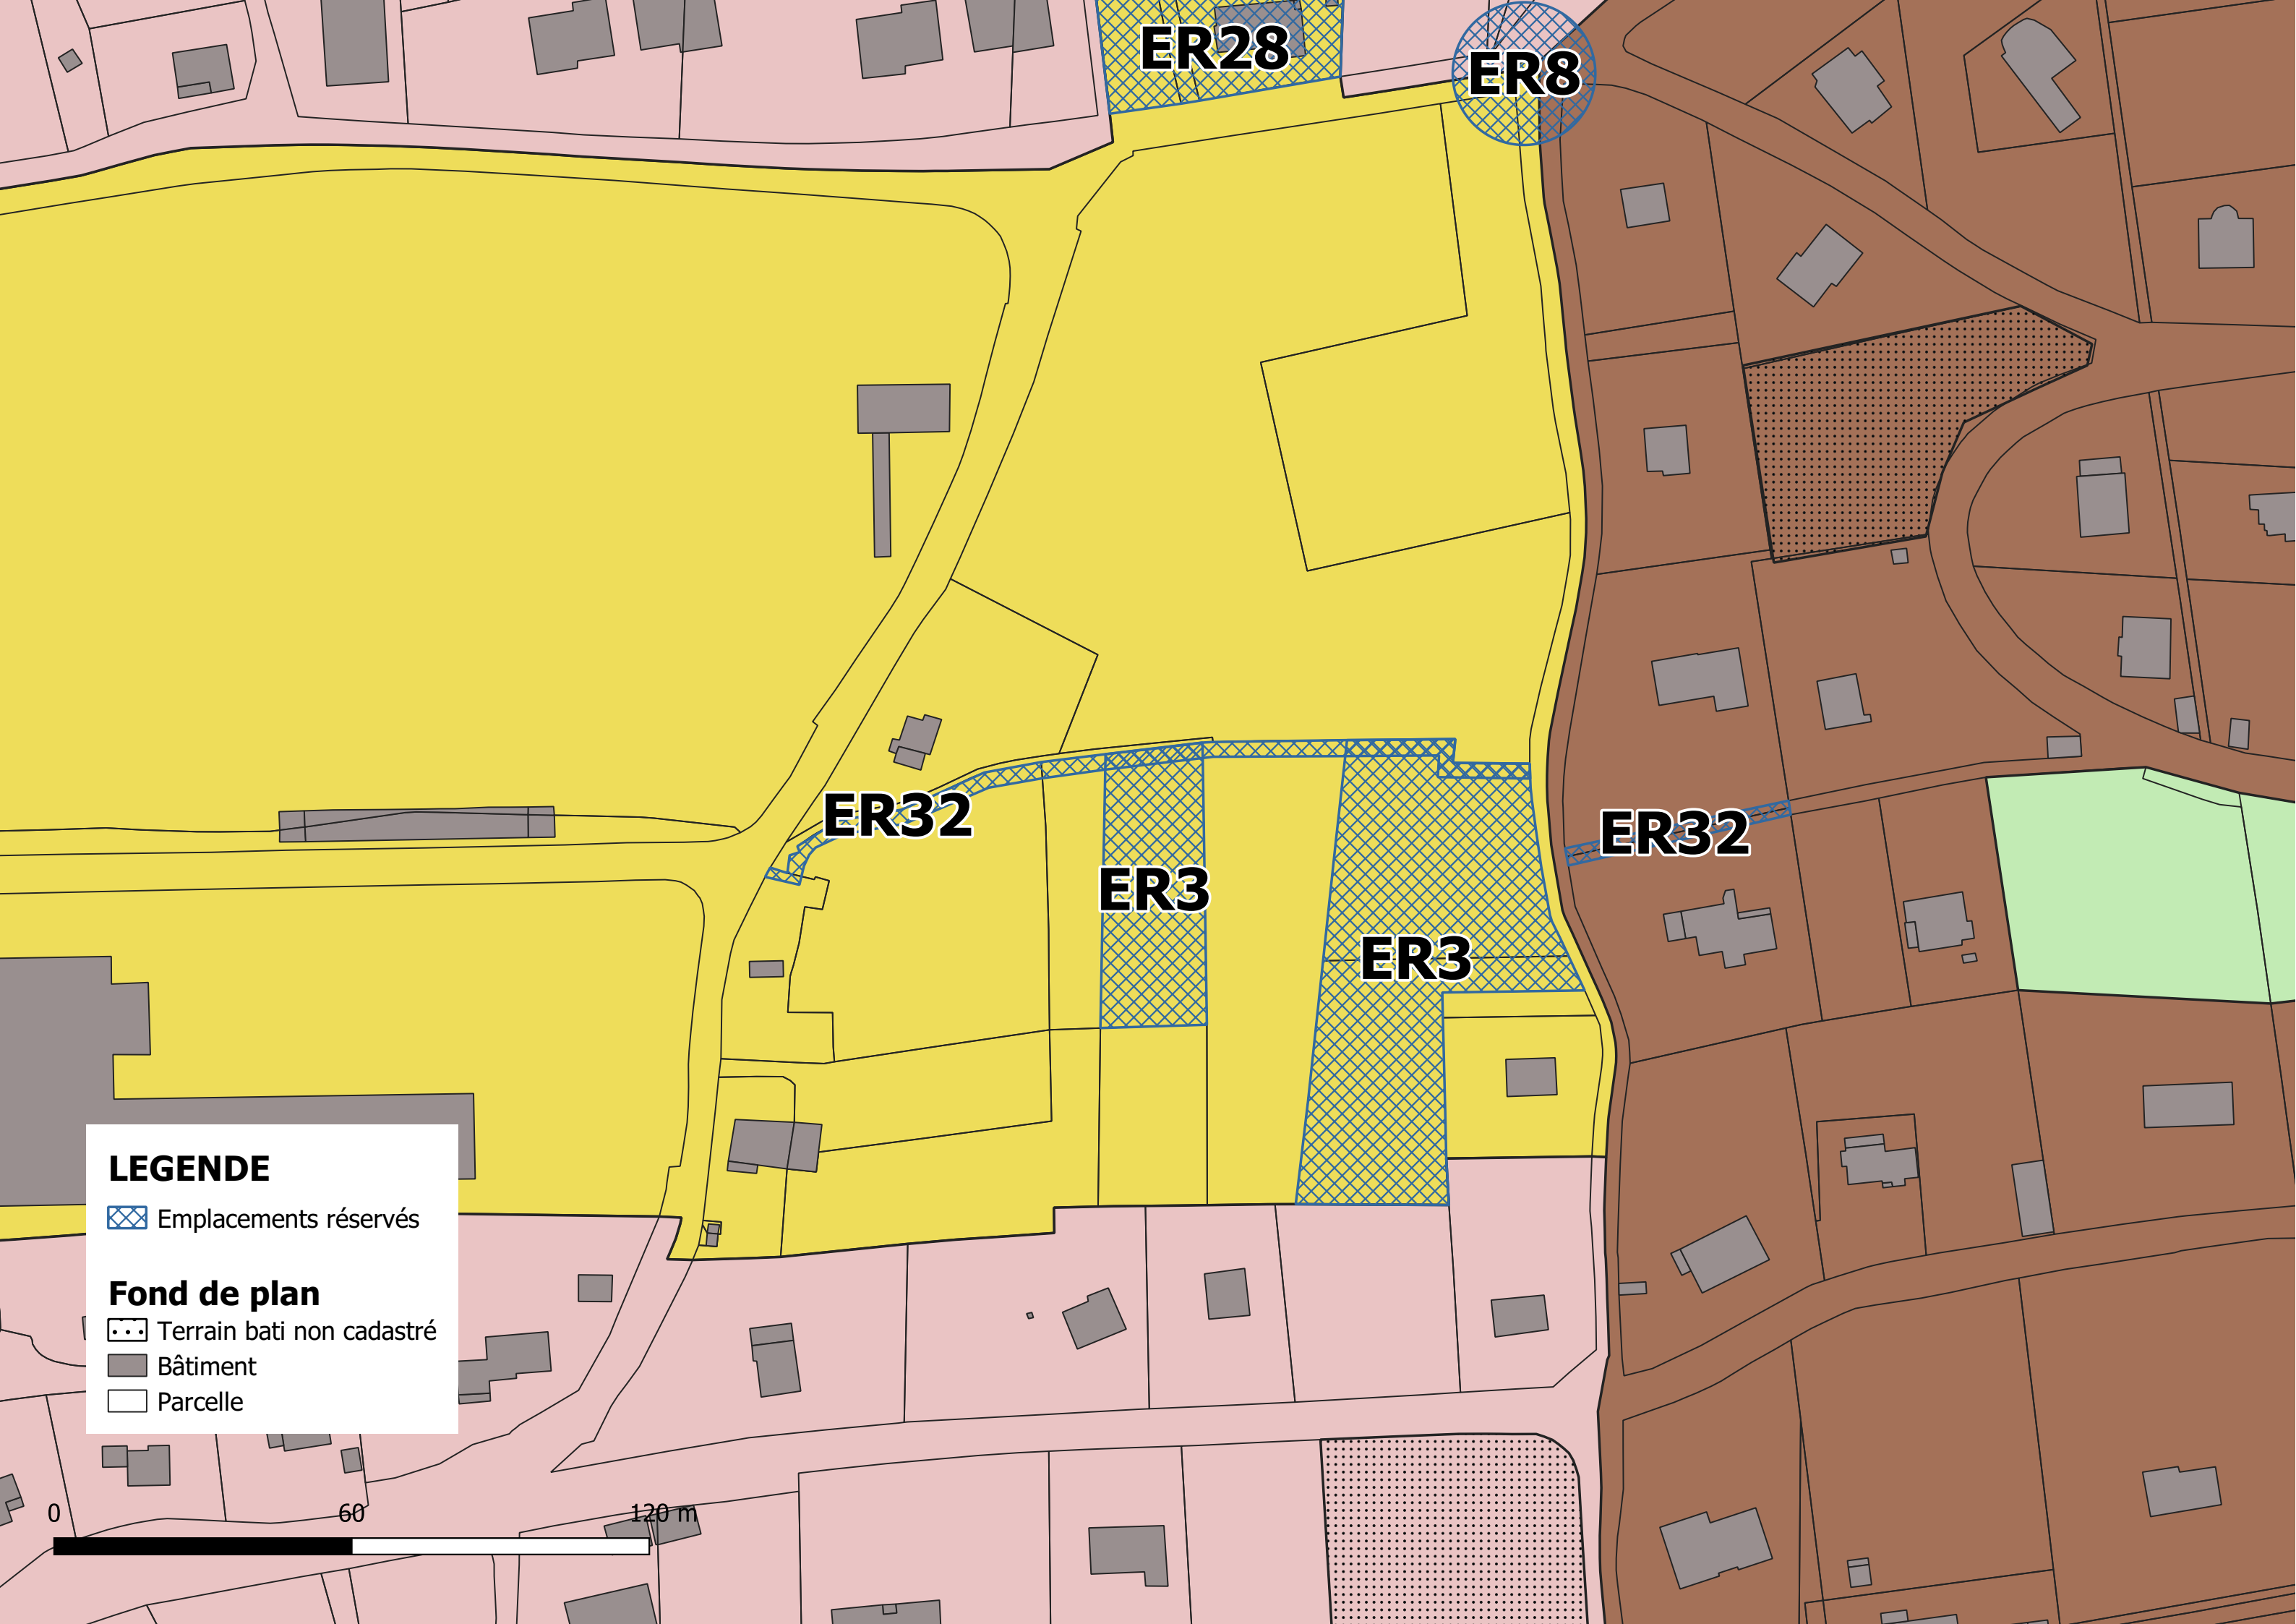 ER28
ER8
ER32
ER32
ER3
ER3
LEGENDE
Emplacements réservés
Fond de plan
Terrain bati non cadastré
Bâtiment
Parcelle
0 60 120 m